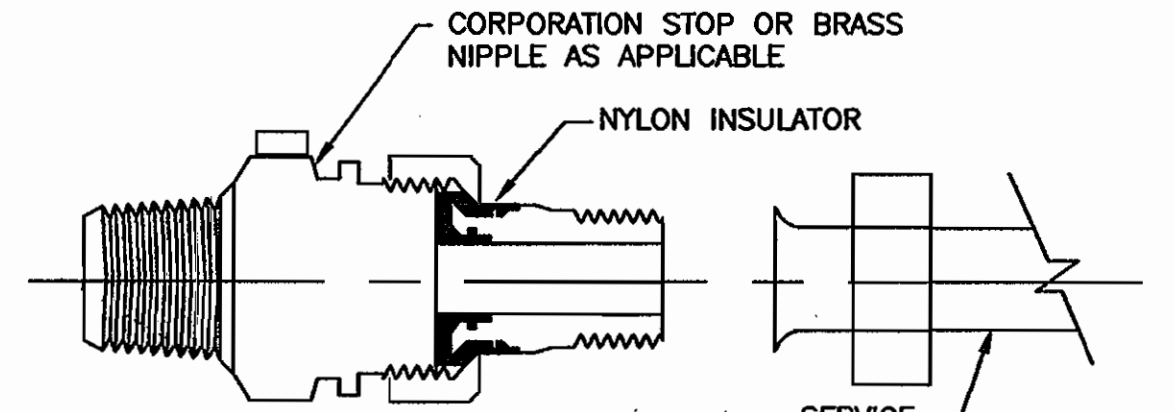 CORPORATION STOP OR BRASS
NIPPLE AS APPLICABLE
NYLON INSULATOR
SERVICE